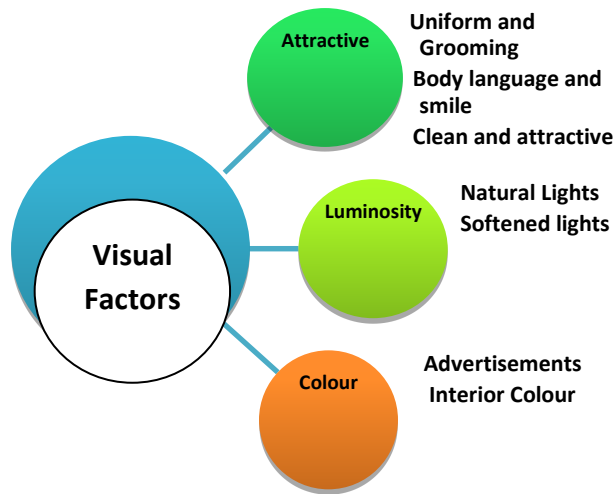 Uniform and
Grooming
Attractive
Body language and
smile
Clean and attractive
Natural Lights
Luminosity
Softened lights
Visual
Factors
Advertisements
Colour
Interior Colour